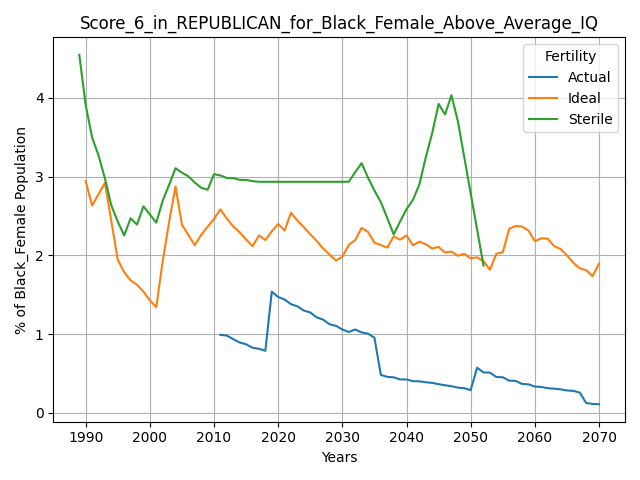 Score_6_in_REPUBLICAN_for_Black_Female_Above_Average_IQ
Fertility
Actual
Ideal
Sterile
% of Black_Female Population
4
3
2
1
0
1990 2000 2010 2020 2030 2040 2050 2060 2070
Years